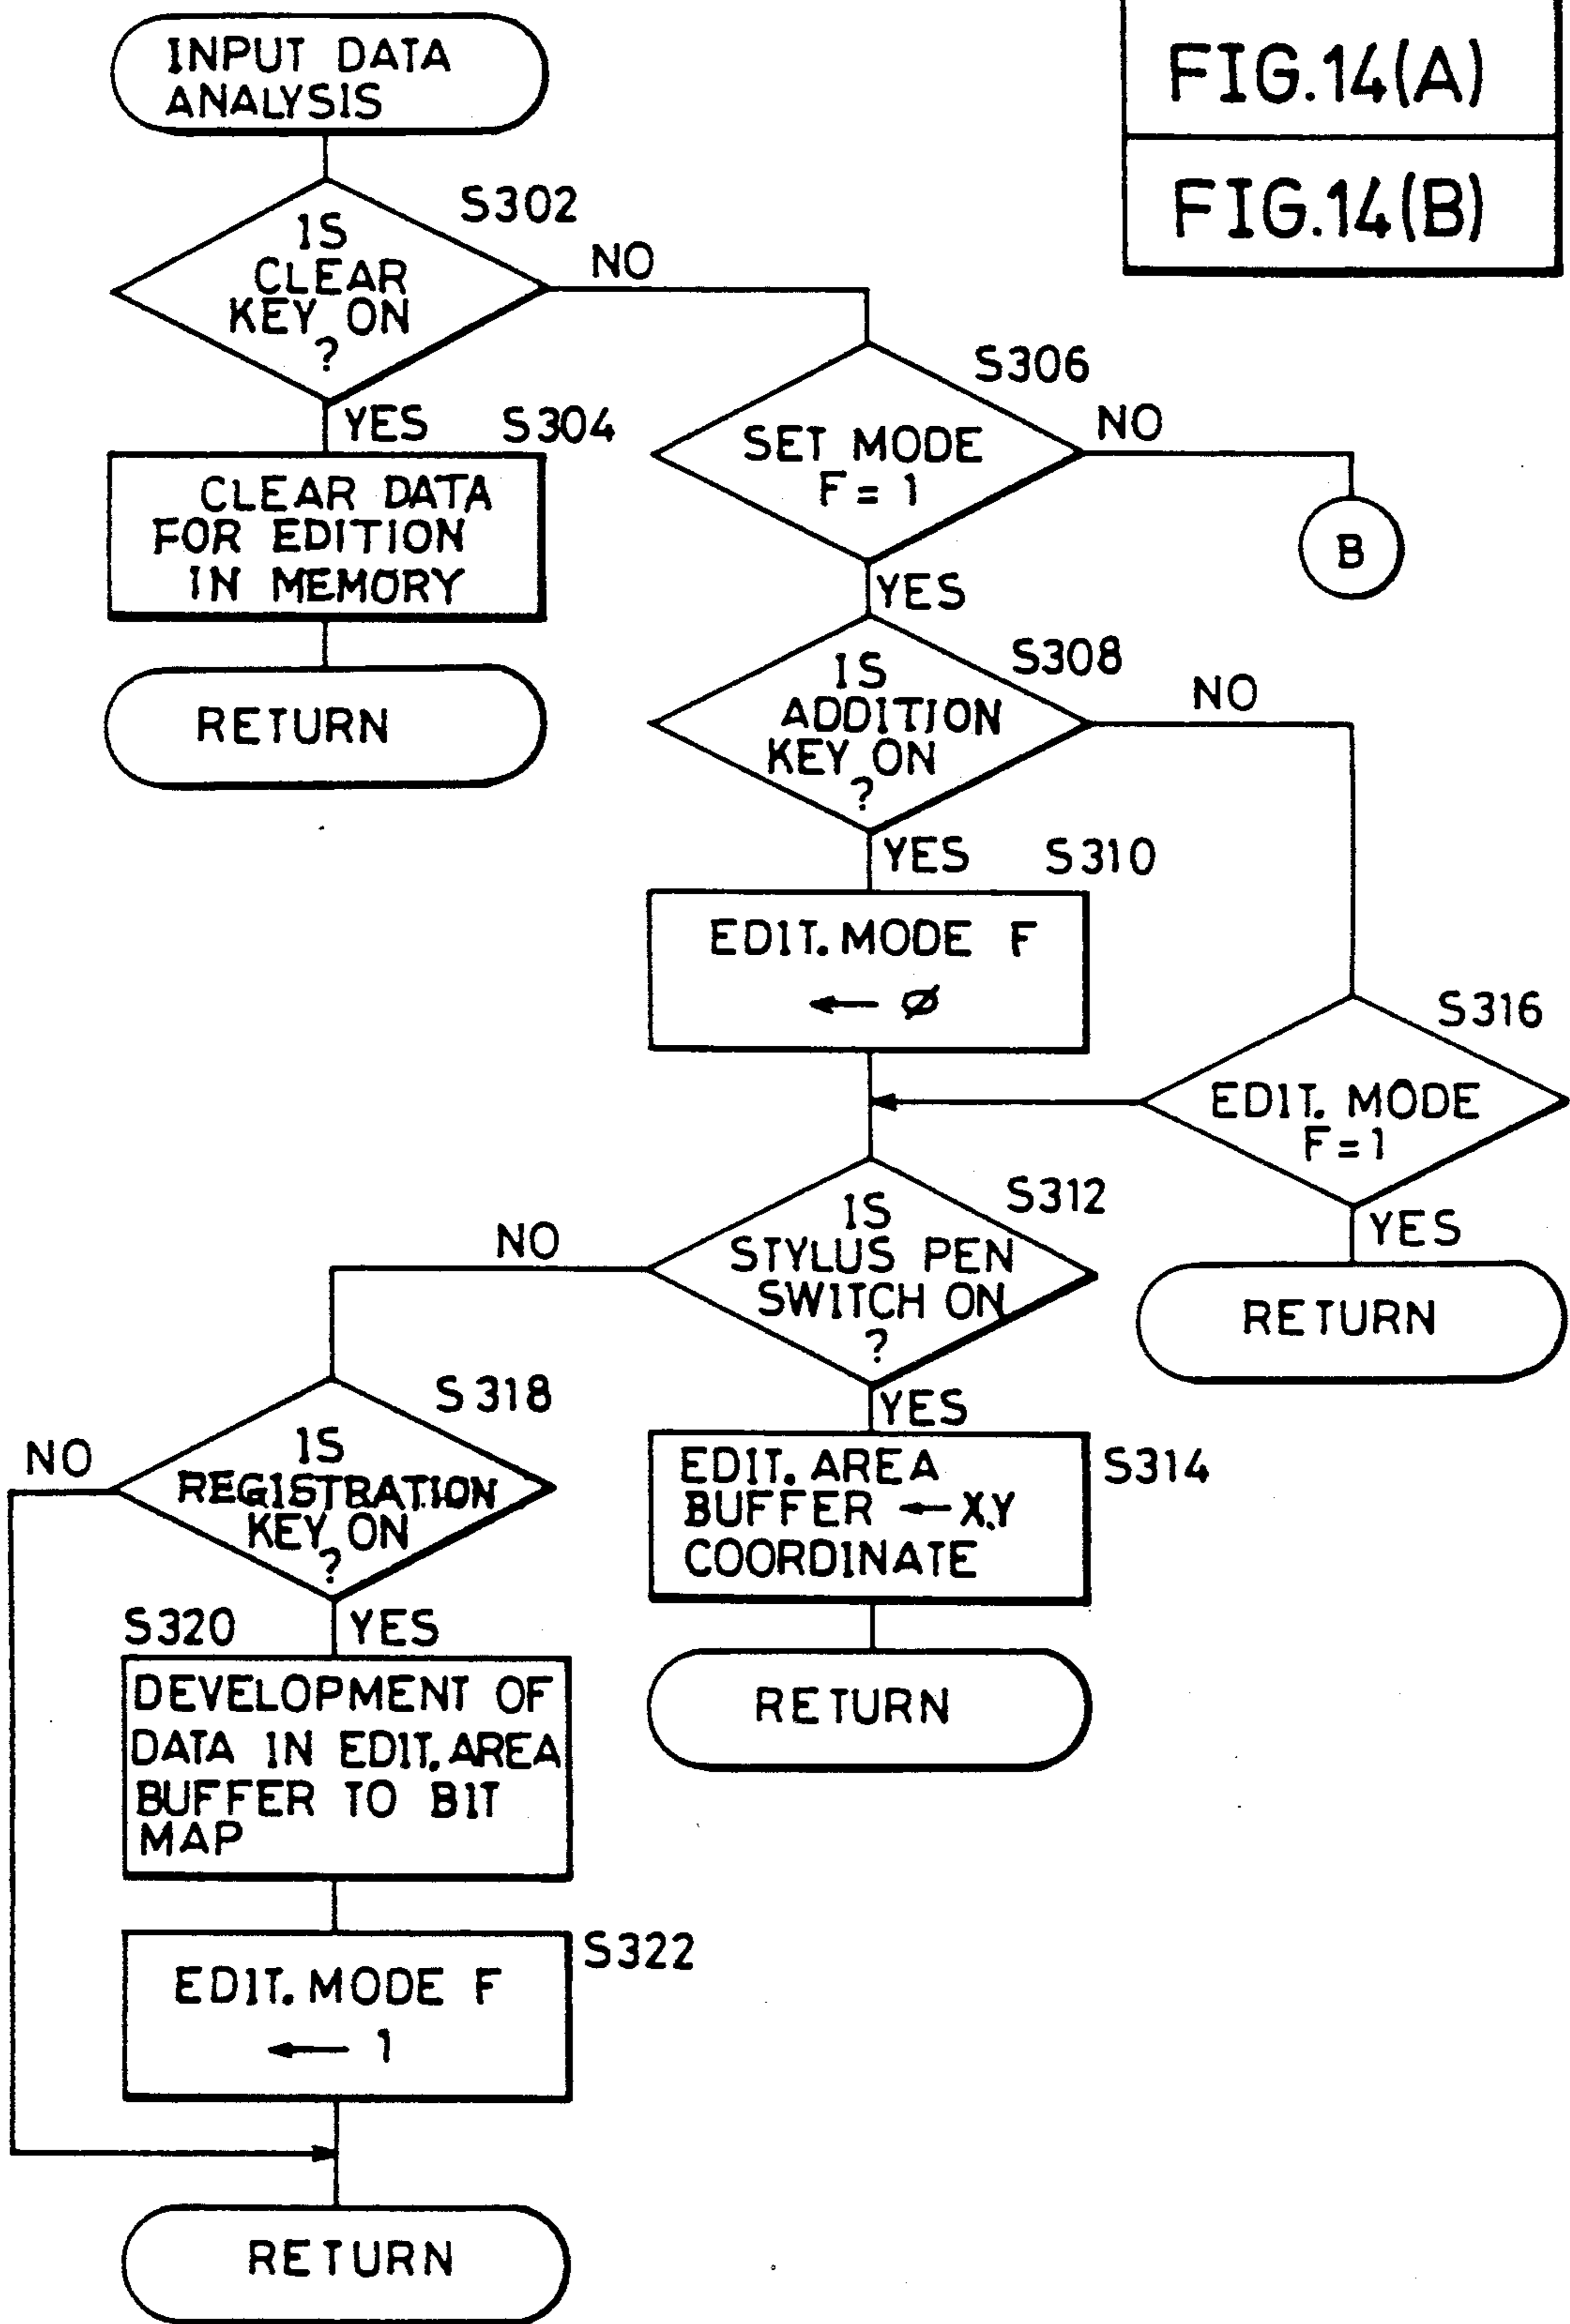 FIG.14(A)
FIG.14(B)
INPUT DATA
ANALYSIS
S302
IS
CLEAR
KEY ON
?
NO
YES
S304
CLEAR DATA
FOR EDITION
IN MEMORY
RETURN
S306
SET MODE
F = 1
NO
B
YES
S308
IS
ADDITION
KEY ON
?
NO
YES
S310
EDIT. MODE F
← Ø
S316
EDIT. MODE
F = 1
YES
RETURN
S312
IS
STYLUS PEN
SWITCH ON
?
NO
YES
S314
EDIT. AREA
BUFFER ← X,Y
COORDINATE
RETURN
S318
IS
REGISTRATION
KEY ON
?
NO
YES
S320
DEVELOPMENT OF
DATA IN EDIT. AREA
BUFFER TO BIT
MAP
S322
EDIT. MODE F
← 1
RETURN